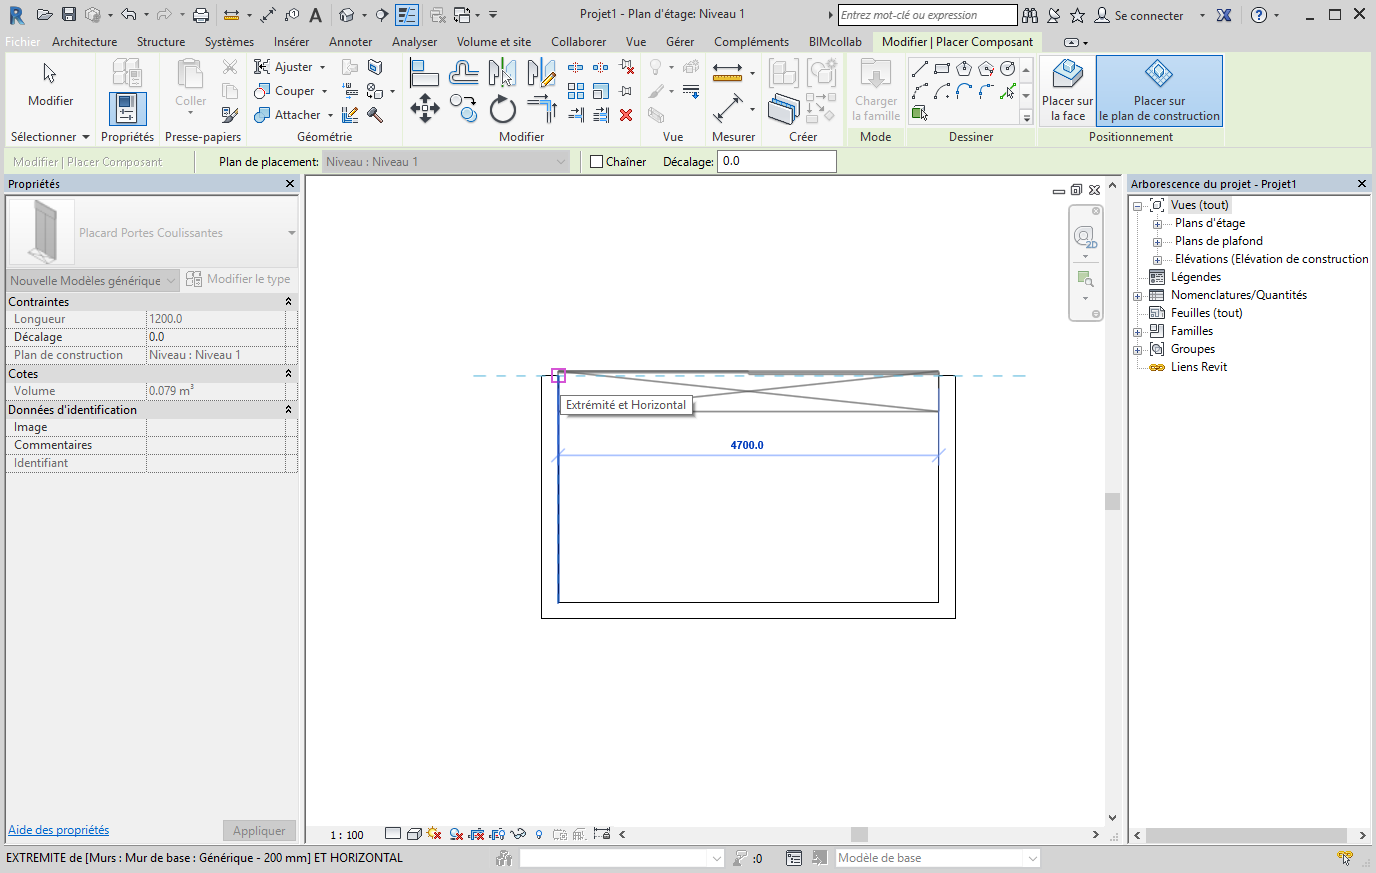 Projet1 - Plan d'étage: Niveau 1
Entrez mot-clé ou expression
Se connecter
Fichier Architecture Structure Systèmes Insérer Annoter Analyser Volume et site Collaborer Vue Gérer Compléments BIMcollab Modifier | Placer Composant
Modifier
Coller
Ajuster
Couper
Attacher
Charger
la famille
Placer sur
la face
Placer sur
le plan de construction
Sélectionner Propriétés Presse-papiers Géométrie Modifier Vue Mesurer Créer Mode Dessiner Positionnement
Modifier | Placer Composant Plan de placement: Niveau : Niveau 1 Chaîner Décalage: 0.0
Propriétés
Placard Portes Coulissantes
Nouvelle Modèles générique Modifier le type
Contraintes
Longueur 1200.0
Décalage 0.0
Plan de construction Niveau : Niveau 1
Cotes
Volume 0.079 m³
Données d'identification
Image
Commentaires
Identifiant
Aide des propriétés Appliquer
2D
Extrémité et Horizontal
4700.0
1 : 100
Arborescence du projet - Projet1
Vues (tout)
Plans d'étage
Plans de plafond
Elévations (Elévation de construction
Légendes
Nomenclatures/Quantités
Feuilles (tout)
Familles
Groupes
Liens Revit
EXTREMITE de [Murs : Mur de base : Générique - 200 mm] ET HORIZONTAL
:0
Modèle de base